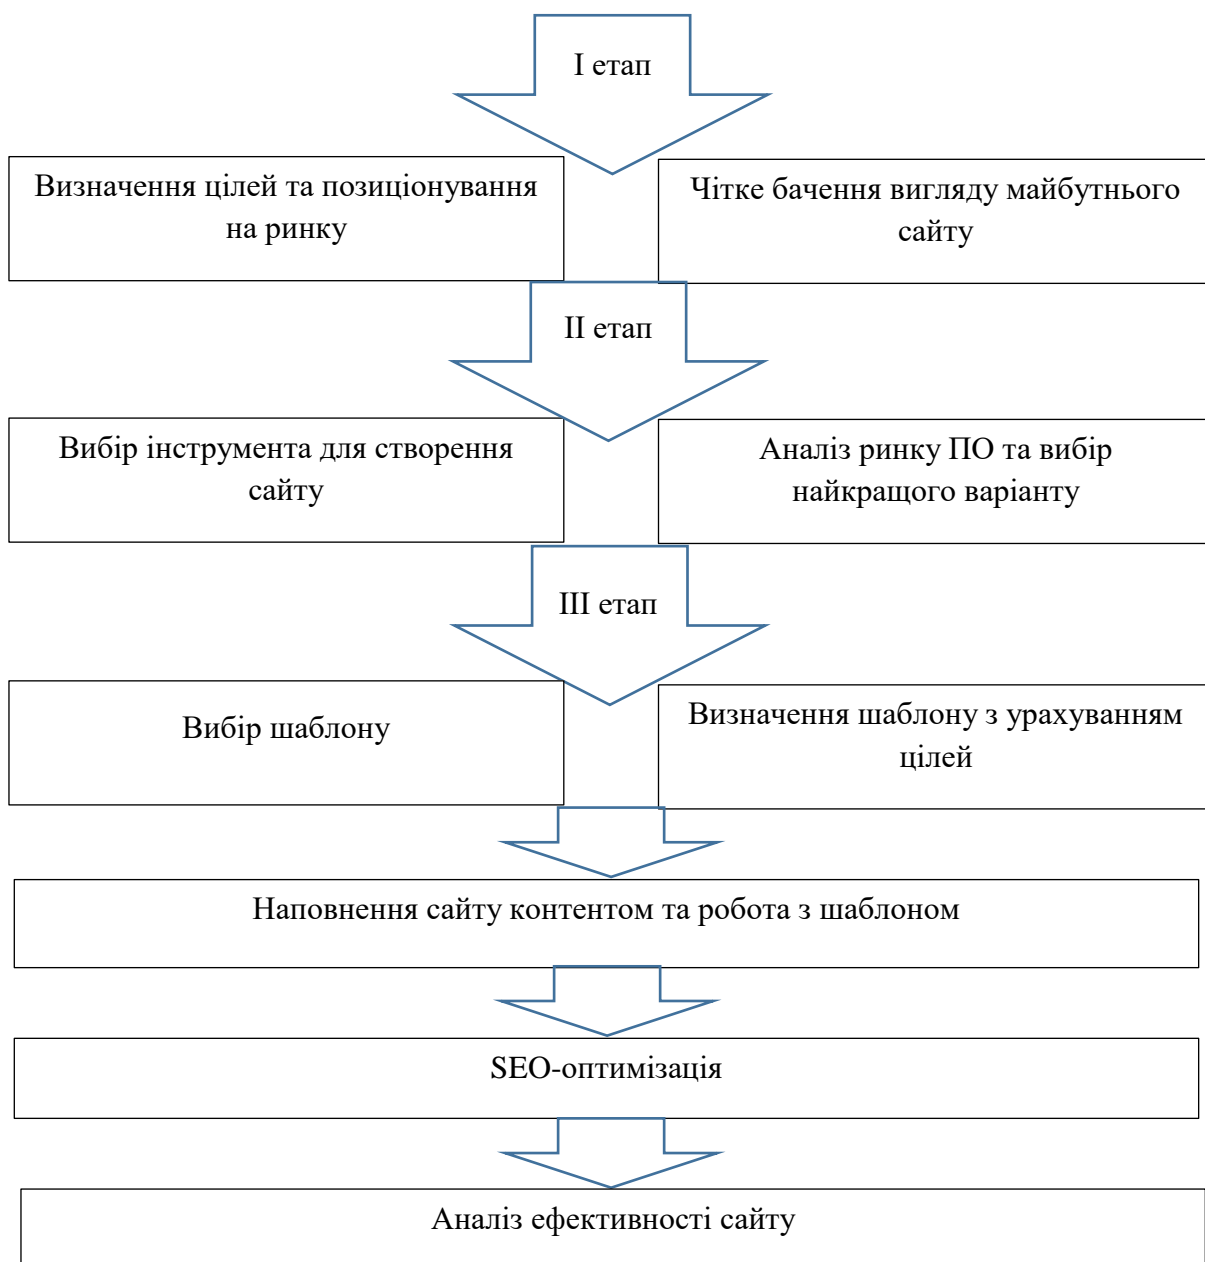 І етап
Визначення цілей та позиціонування
на ринку
Чітке бачення вигляду майбутнього
сайту
ІІ етап
Вибір інструмента для створення
сайту
Аналіз ринку ПО та вибір
найкращого варіанту
ІІІ етап
Вибір шаблону
Визначення шаблону з урахуванням
цілей
Наповнення сайту контентом та робота з шаблоном
SEO-оптимізація
Аналіз ефективності сайту